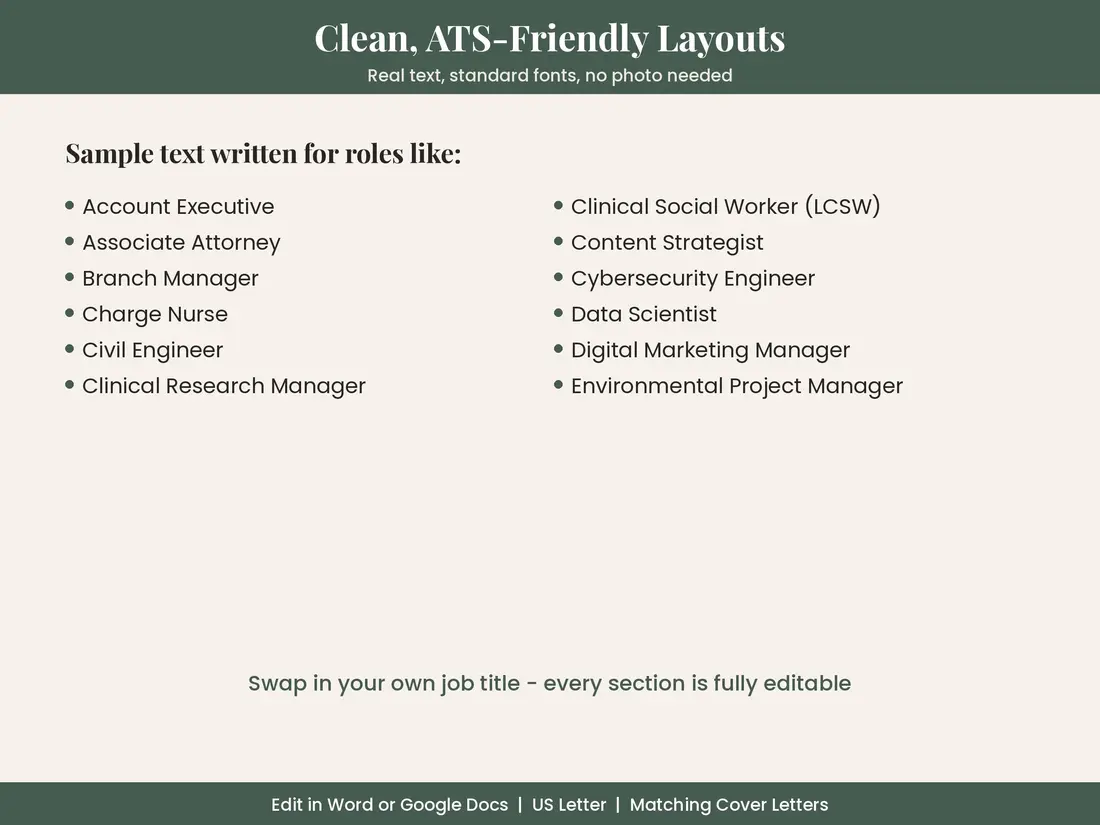 Clean, ATS-Friendly Layouts
Real text, standard fonts, no photo needed
Sample text written for roles like:
• Account Executive
• Associate Attorney
• Branch Manager
• Charge Nurse
• Civil Engineer
• Clinical Research Manager
• Clinical Social Worker (LCSW)
• Content Strategist
• Cybersecurity Engineer
• Data Scientist
• Digital Marketing Manager
• Environmental Project Manager
Swap in your own job title - every section is fully editable
Edit in Word or Google Docs | US Letter | Matching Cover Letters